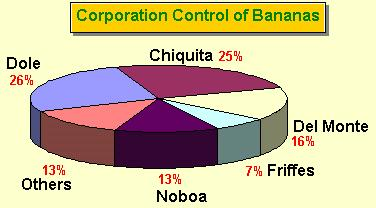 Corporation Control of Bananas
Chiquita 25%
Dole
26%
Del Monte
16%
7% Friffes
13%
Others
13%
Noboa